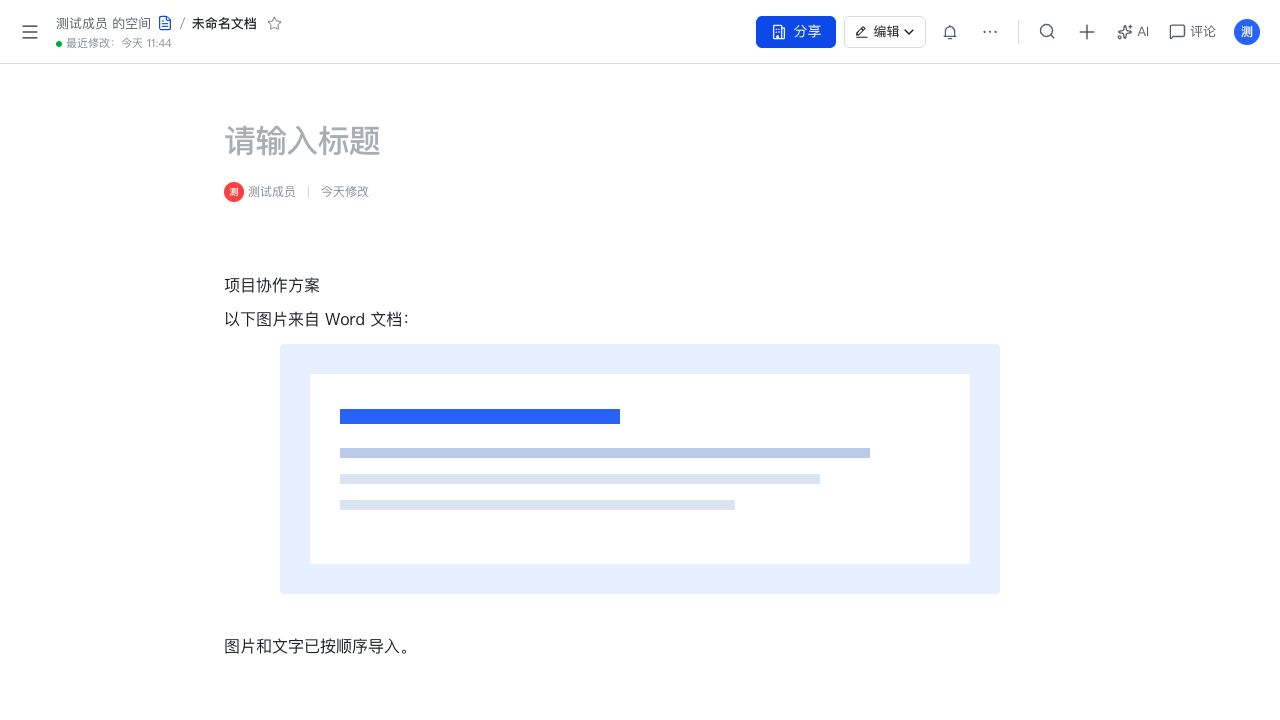 测试成员 的空间 / 未命名文档
最近修改：今天 11:44
分享
编辑
AI
评论
测
请输入标题
测 测试成员 | 今天修改
项目协作方案
以下图片来自 Word 文档：
图片和文字已按顺序导入。